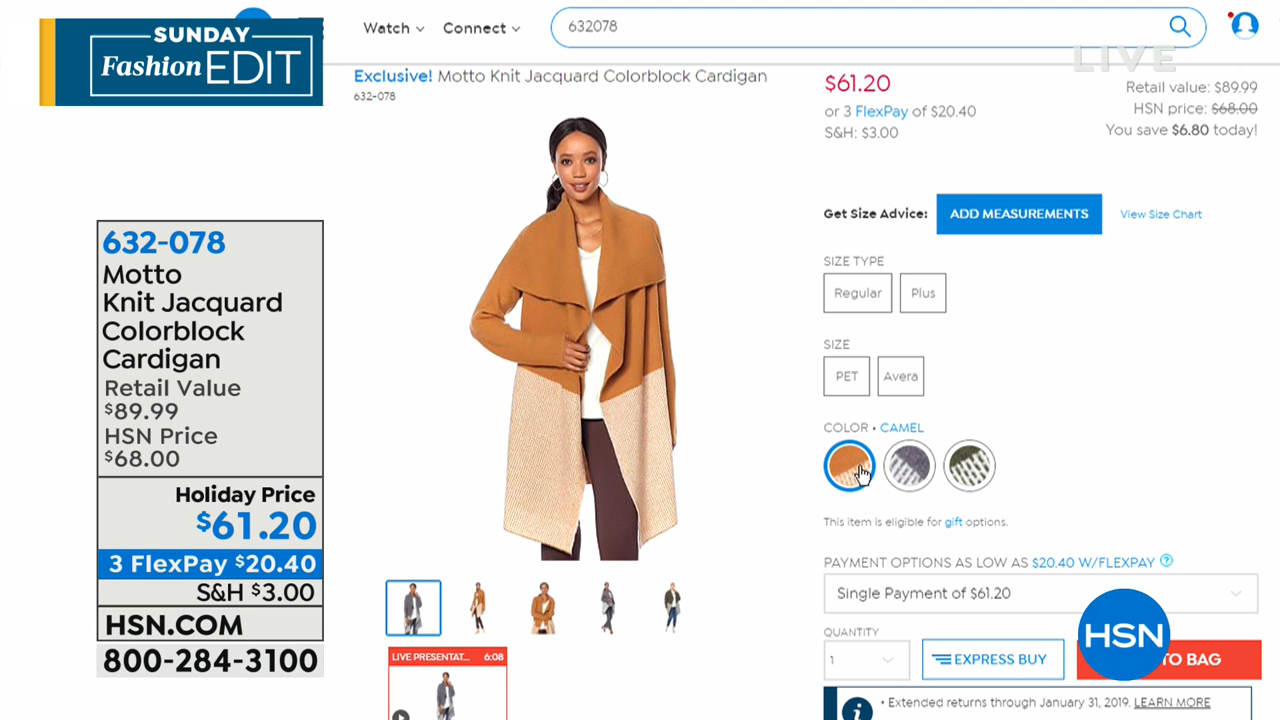 SUNDAY
Fashion EDIT
Watch
Connect
632078
LIVE
Exclusive! Motto Knit Jacquard Colorblock Cardigan
632-078
$61.20
or 3 FlexPay of $20.40
S&H: $3.00
Retail value: $89.99
HSN price: $68.00
You save $6.80 today!
Get Size Advice:
ADD MEASUREMENTS
View Size Chart
SIZE TYPE
Regular
Plus
SIZE
PET
Avera
COLOR • CAMEL
This item is eligible for gift options.
PAYMENT OPTIONS AS LOW AS $20.40 W/FLEXPAY ?
Single Payment of $61.20
QUANTITY
1
EXPRESS BUY
TO BAG
HSN
i
• Extended returns through January 31, 2019. LEARN MORE
LIVE PRESENTAT... 6:08
632-078
Motto
Knit Jacquard
Colorblock
Cardigan
Retail Value
$89.99
HSN Price
$68.00
Holiday Price
$61.20
3 FlexPay $20.40
S&H $3.00
HSN.COM
800-284-3100